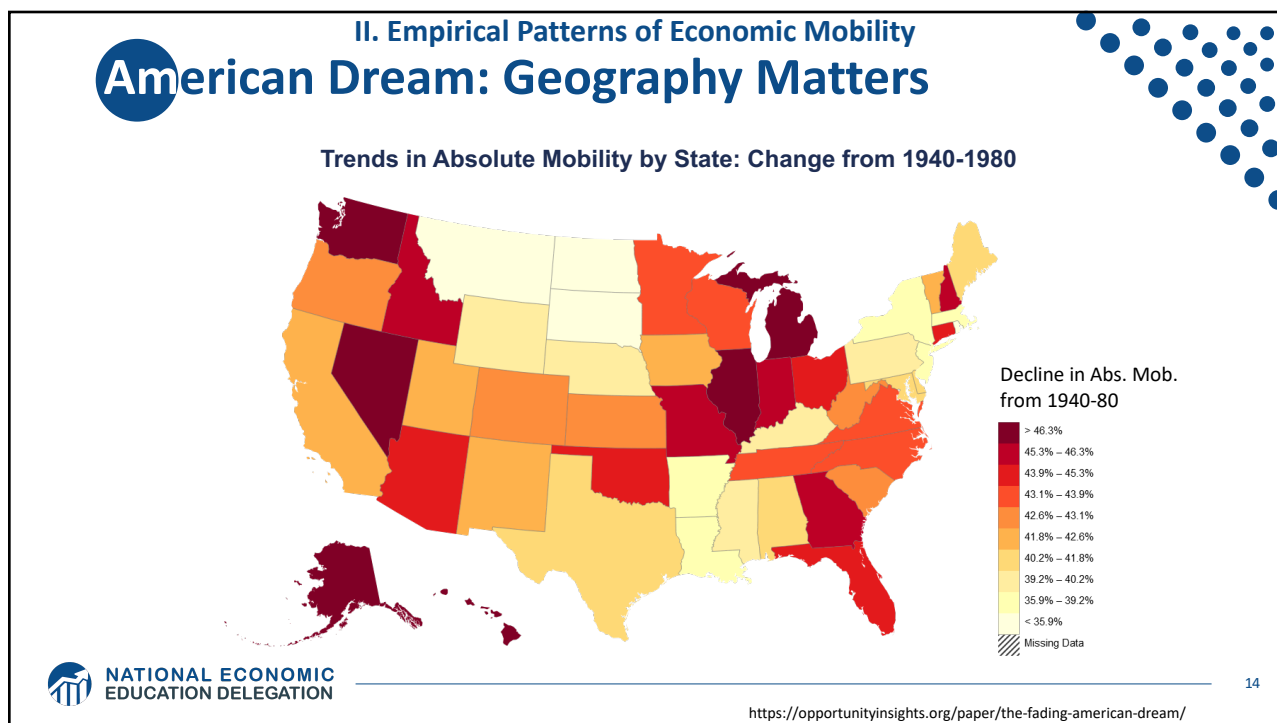 II. Empirical Patterns of Economic Mobility
American Dream: Geography Matters
Trends in Absolute Mobility by State: Change from 1940-1980
Decline in Abs. Mob.
from 1940-80
> 46.3%
45.3% – 46.3%
43.9% – 45.3%
43.1% – 43.9%
42.6% – 43.1%
41.8% – 42.6%
40.2% – 41.8%
39.2% – 40.2%
35.9% – 39.2%
< 35.9%
Missing Data
NATIONAL ECONOMIC
EDUCATION DELEGATION
14
https://opportunityinsights.org/paper/the-fading-american-dream/